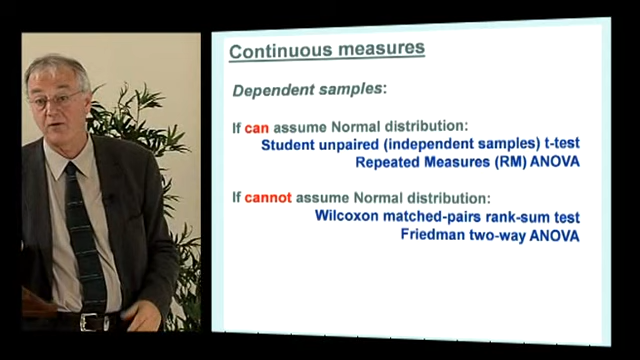 Continuous measures
Dependent samples:
If can assume Normal distribution:
Student unpaired (independent samples) t-test
Repeated Measures (RM) ANOVA
If cannot assume Normal distribution:
Wilcoxon matched-pairs rank-sum test
Friedman two-way ANOVA